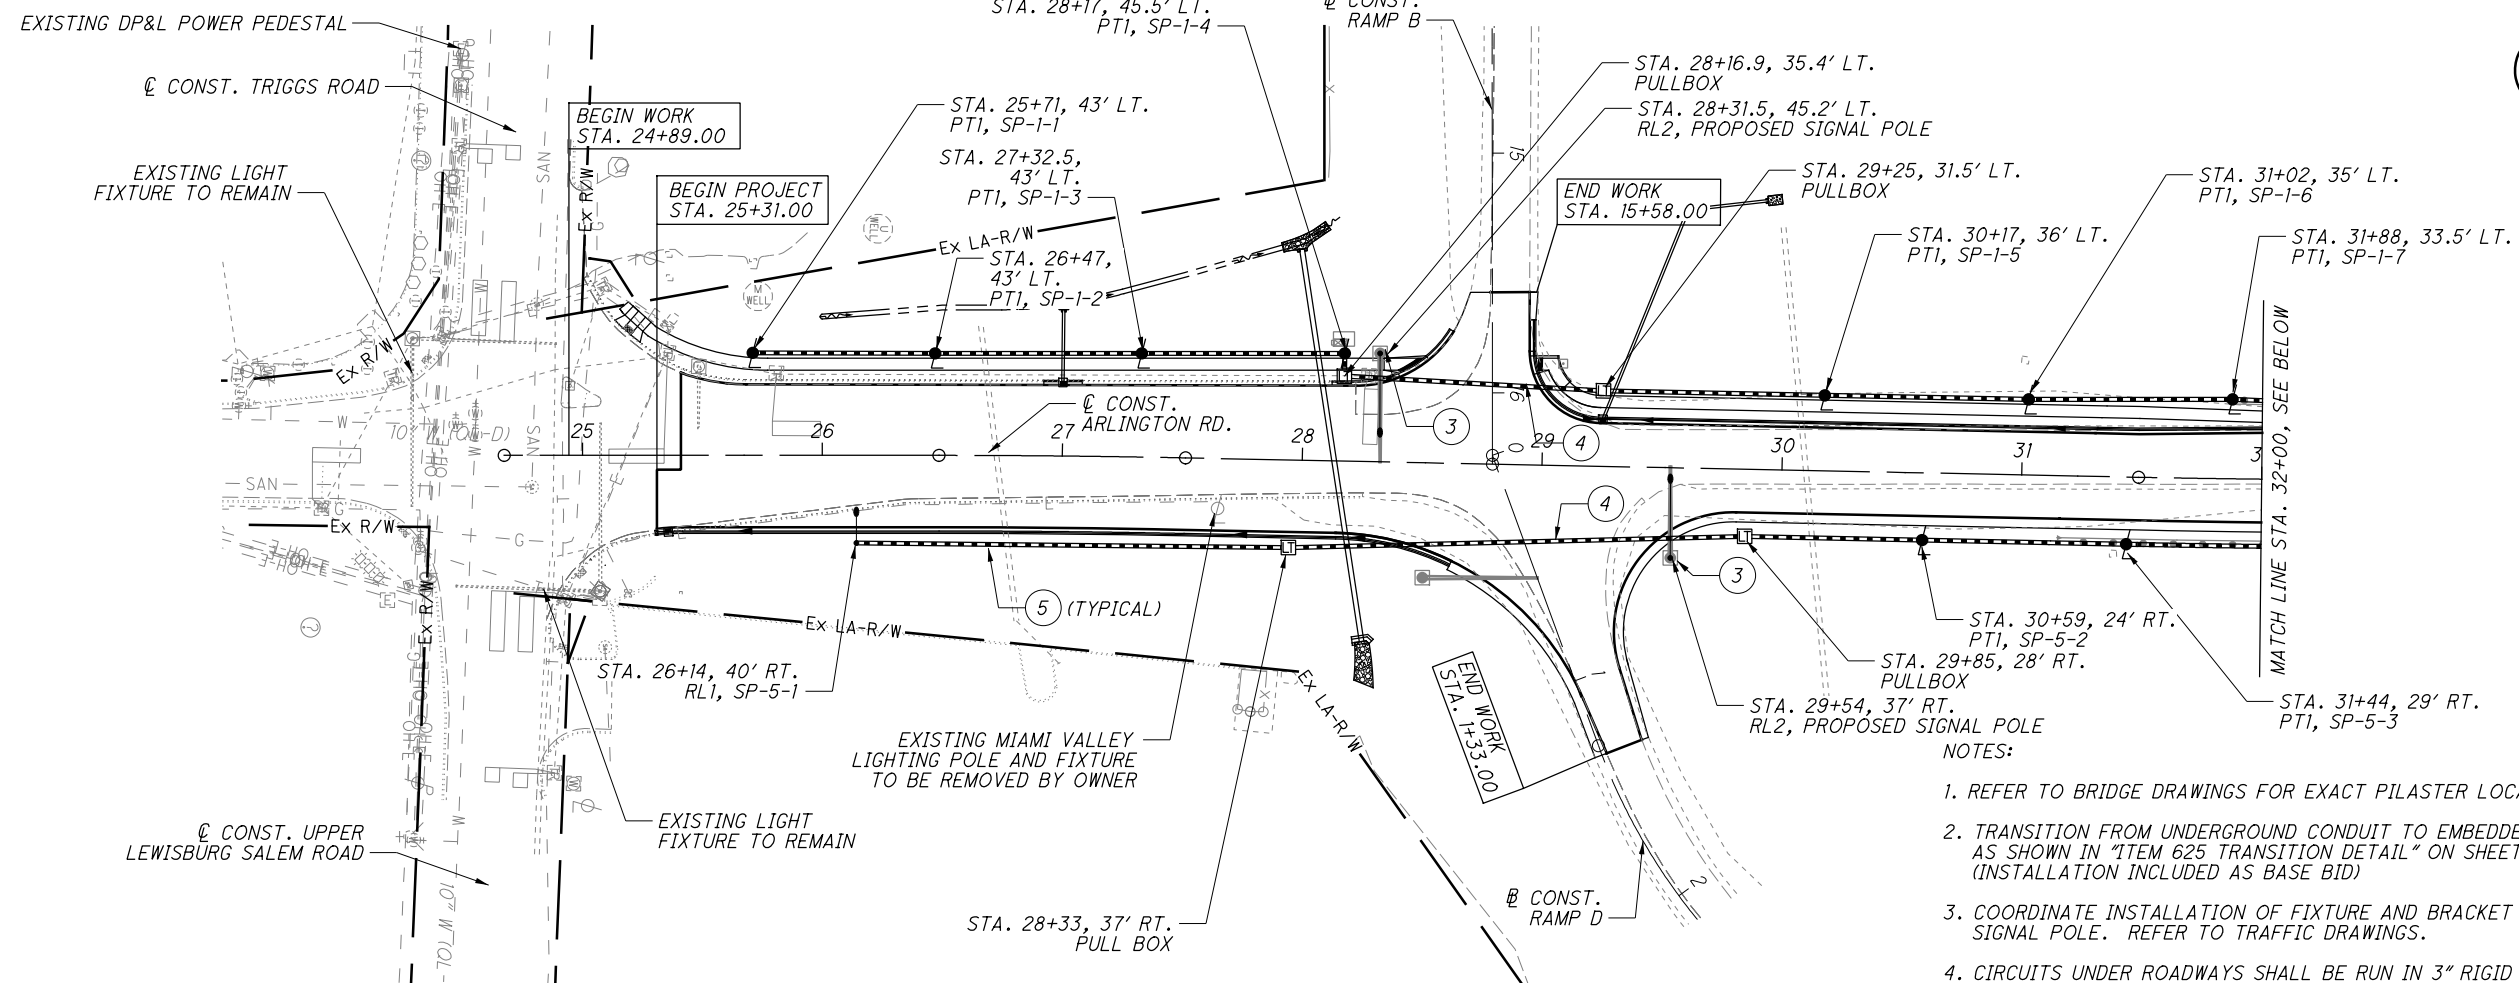 STA. 28+17, 45.5' LT.
PT1, SP-1-4
℄ CONST.
RAMP B
EXISTING DP&L POWER PEDESTAL
℄ CONST. TRIGGS ROAD
EXISTING LIGHT
FIXTURE TO REMAIN
BEGIN WORK
STA. 24+89.00
BEGIN PROJECT
STA. 25+31.00
STA. 25+71, 43' LT.
PT1, SP-1-1
STA. 27+32.5,
43' LT.
PT1, SP-1-3
STA. 26+47,
43' LT.
PT1, SP-1-2
STA. 28+16.9, 35.4' LT.
PULLBOX
STA. 28+31.5, 45.2' LT.
RL2, PROPOSED SIGNAL POLE
STA. 29+25, 31.5' LT.
PULLBOX
END WORK
STA. 15+58.00
STA. 30+17, 36' LT.
PT1, SP-1-5
STA. 31+02, 35' LT.
PT1, SP-1-6
STA. 31+88, 33.5' LT.
PT1, SP-1-7
MATCH LINE STA. 32+00, SEE BELOW
Ex R/W
Ex LA-R/W
U
WELL
M
WELL
SAN
15
Ex R/W
℄ CONST.
ARLINGTON RD.
25
26
27
28
29
30
31
3
3
4
16
0
SAN
SAN
W
G
Ex R/W
Ex R/W
4
3
LT
LT
5 (TYPICAL)
Ex LA-R/W
Ex LA-R/W
STA. 26+14, 40' RT.
RL1, SP-5-1
EXISTING MIAMI VALLEY
LIGHTING POLE AND FIXTURE
TO BE REMOVED BY OWNER
EXISTING LIGHT
FIXTURE TO REMAIN
℄ CONST. UPPER
LEWISBURG SALEM ROAD
10" W (OL
STA. 28+33, 37' RT.
PULL BOX
END WORK
STA. 1+33.00
1
2
℄ CONST.
RAMP D
STA. 30+59, 24' RT.
PT1, SP-5-2
STA. 29+85, 28' RT.
PULLBOX
STA. 29+54, 37' RT.
RL2, PROPOSED SIGNAL POLE
STA. 31+44, 29' RT.
PT1, SP-5-3
NOTES:
1. REFER TO BRIDGE DRAWINGS FOR EXACT PILASTER LOCA
2. TRANSITION FROM UNDERGROUND CONDUIT TO EMBEDDE
AS SHOWN IN "ITEM 625 TRANSITION DETAIL" ON SHEET
(INSTALLATION INCLUDED AS BASE BID)
3. COORDINATE INSTALLATION OF FIXTURE AND BRACKET
SIGNAL POLE. REFER TO TRAFFIC DRAWINGS.
4. CIRCUITS UNDER ROADWAYS SHALL BE RUN IN 3" RIGID